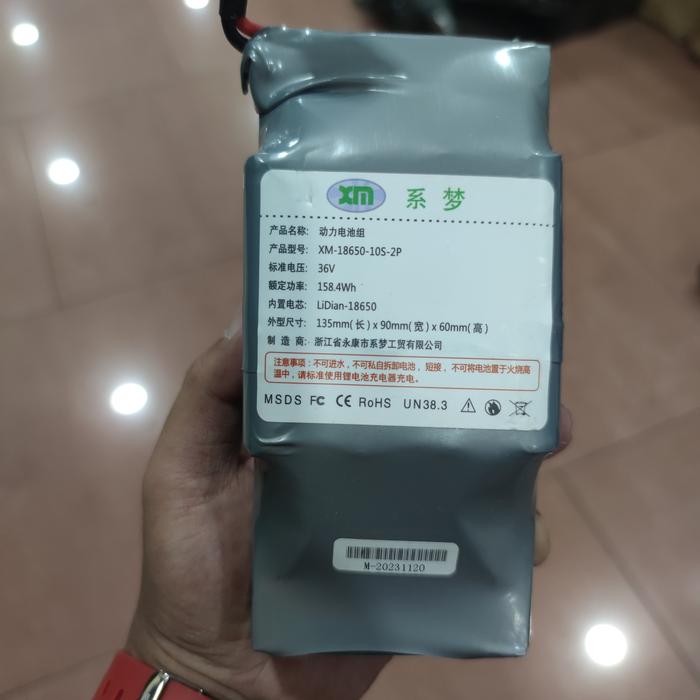 XM 系梦
产品名称: 动力电池组
产品型号: XM-18650-10S-2P
标准电压: 36V
额定功率: 158.4Wh
内置电芯: LiDian-18650
外型尺寸: 135mm(长)x90mm(宽)x60mm(高)
制 造 商: 浙江省永康市系梦工贸有限公司
注意事项:不可进水,不可私自拆卸电池, 短接, 不可将电池置于火烧高
温中,请标准使用锂电池充电器充电。
MSDS FC CE RoHS UN38.3
M-20231120